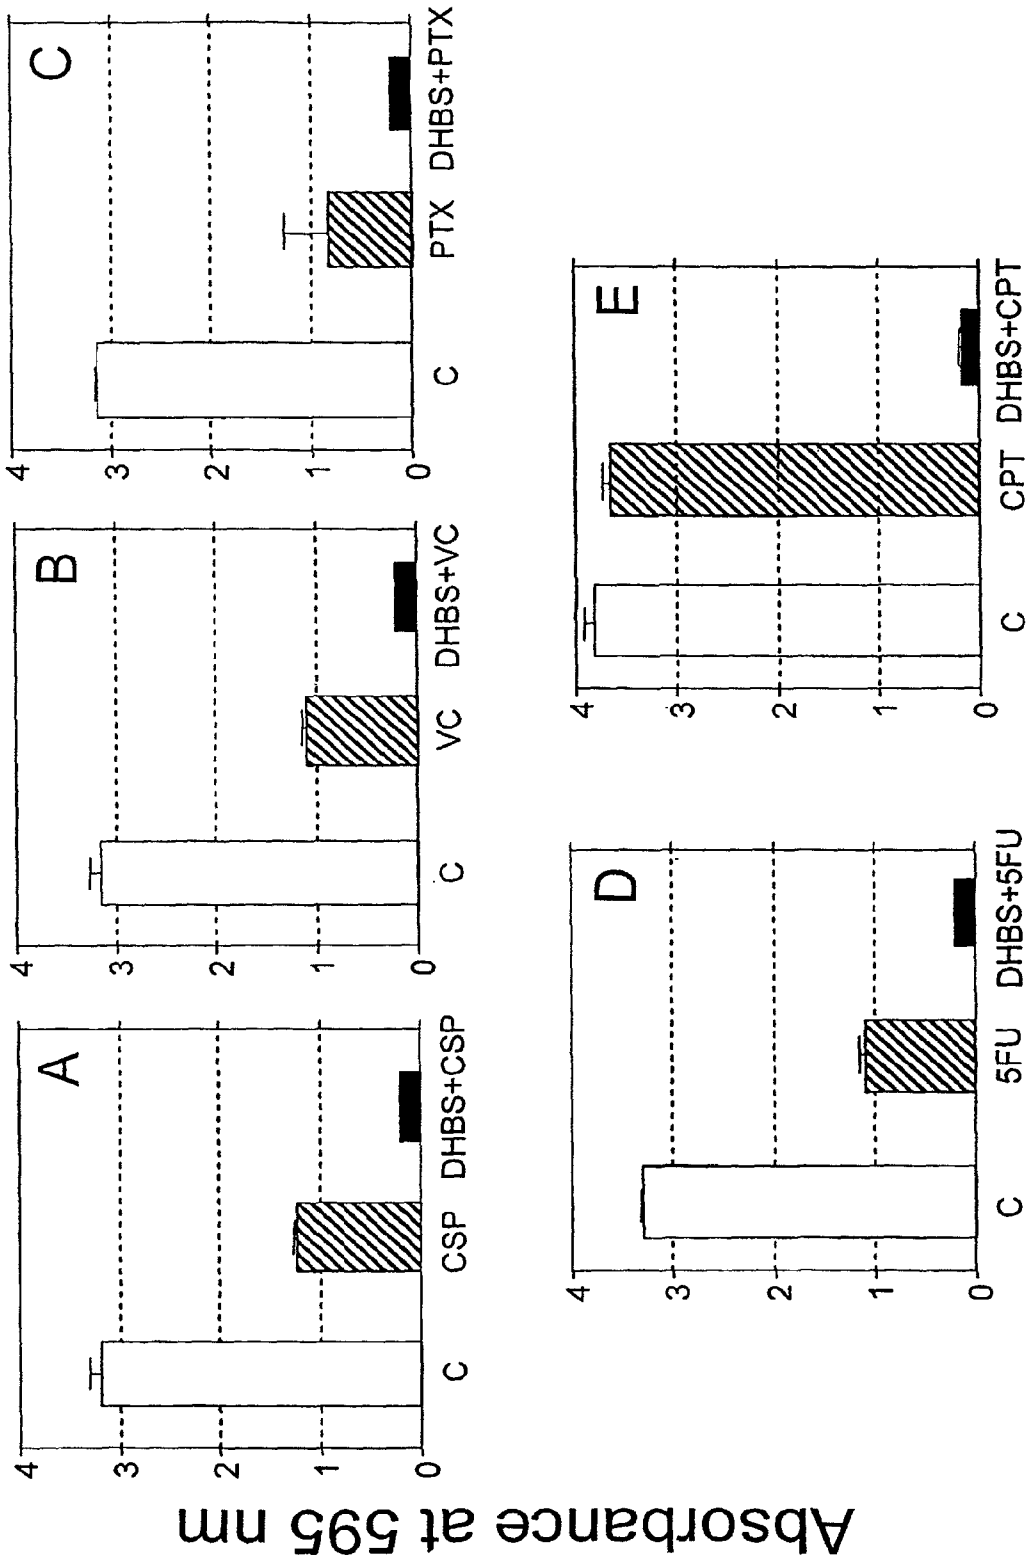 Absorbance at 595 nm
A
4
3
2
1
0
C CSP DHBS+CSP
B
4
3
2
1
0
C VC DHBS+VC
C
4
3
2
1
0
C PTX DHBS+PTX
D
4
3
2
1
0
C 5FU DHBS+5FU
E
4
3
2
1
0
C CPT DHBS+CPT